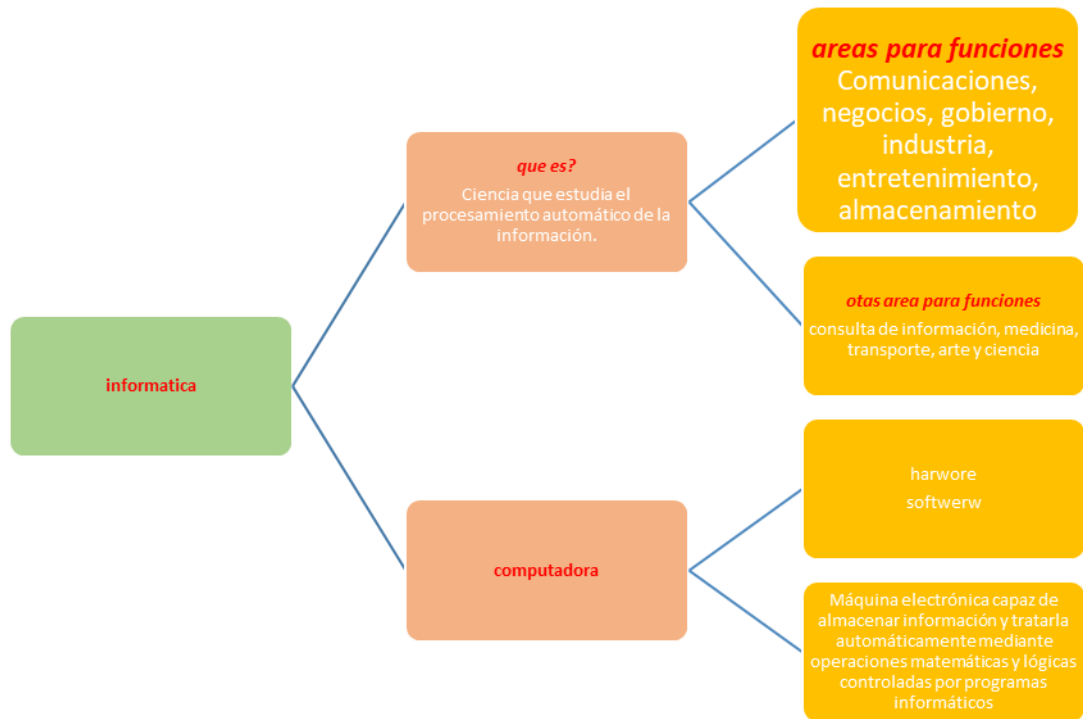 informatica
que es?
Ciencia que estudia el
procesamiento automático de la
información.
areas para funciones
Comunicaciones,
negocios, gobierno,
industria,
entretenimiento,
almacenamiento
otas area para funciones
consulta de información, medicina,
transporte, arte y ciencia
computadora
harwore
softwerw
Máquina electrónica capaz de
almacenar información y tratarla
automáticamente mediante
operaciones matemáticas y lógicas
controladas por programas
informáticos